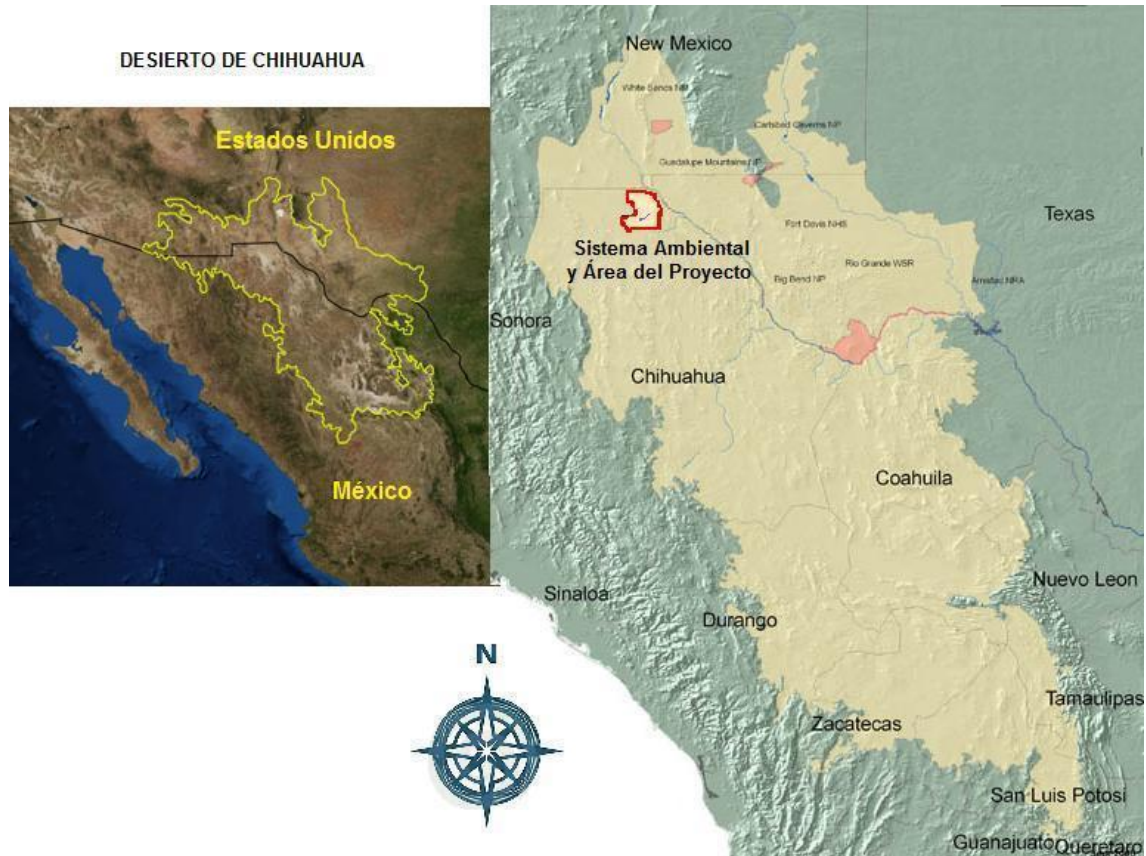 DESIERTO DE CHIHUAHUA
Estados Unidos
México
N
New Mexico
White Sands NM
Carlsbad Caverns NP
Guadalupe Mountains NP
Texas
Fort Davis NHS
Sistema Ambiental
y Área del Proyecto
Rio Grande WSR
Big Bend NP
Amistad NRA
Sonora
Chihuahua
Coahuila
Sinaloa
Nuevo Leon
Durango
Tamaulipas
Zacatecas
San Luis Potosi
Guanajuato
Queretaro